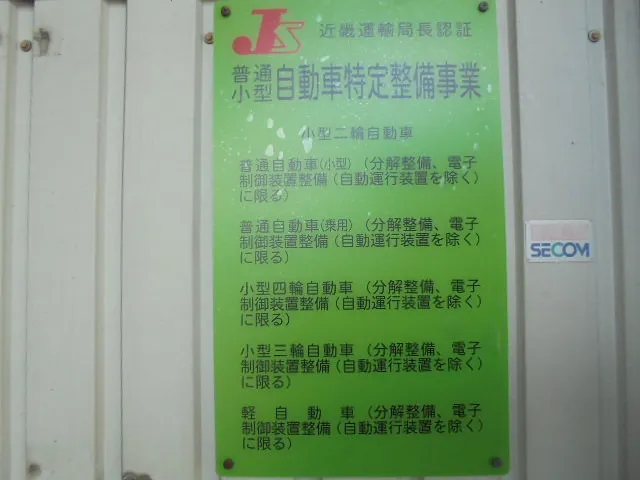 JS 近畿運輸局長認証
普通
小型 自動車特定整備事業
小型二輪自動車
普通自動車(小型)(分解整備、電子
制御装置整備(自動運行装置を除く)
に限る)
普通自動車(乗用)(分解整備、電子
制御装置整備(自動運行装置を除く)
に限る)
小型四輪自動車(分解整備、電子
制御装置整備(自動運行装置を除く)
に限る)
小型三輪自動車(分解整備、電子
制御装置整備(自動運行装置を除く)
に限る)
軽自動車(分解整備、電子
制御装置整備(自動運行装置を除く)
に限る)
SECOM